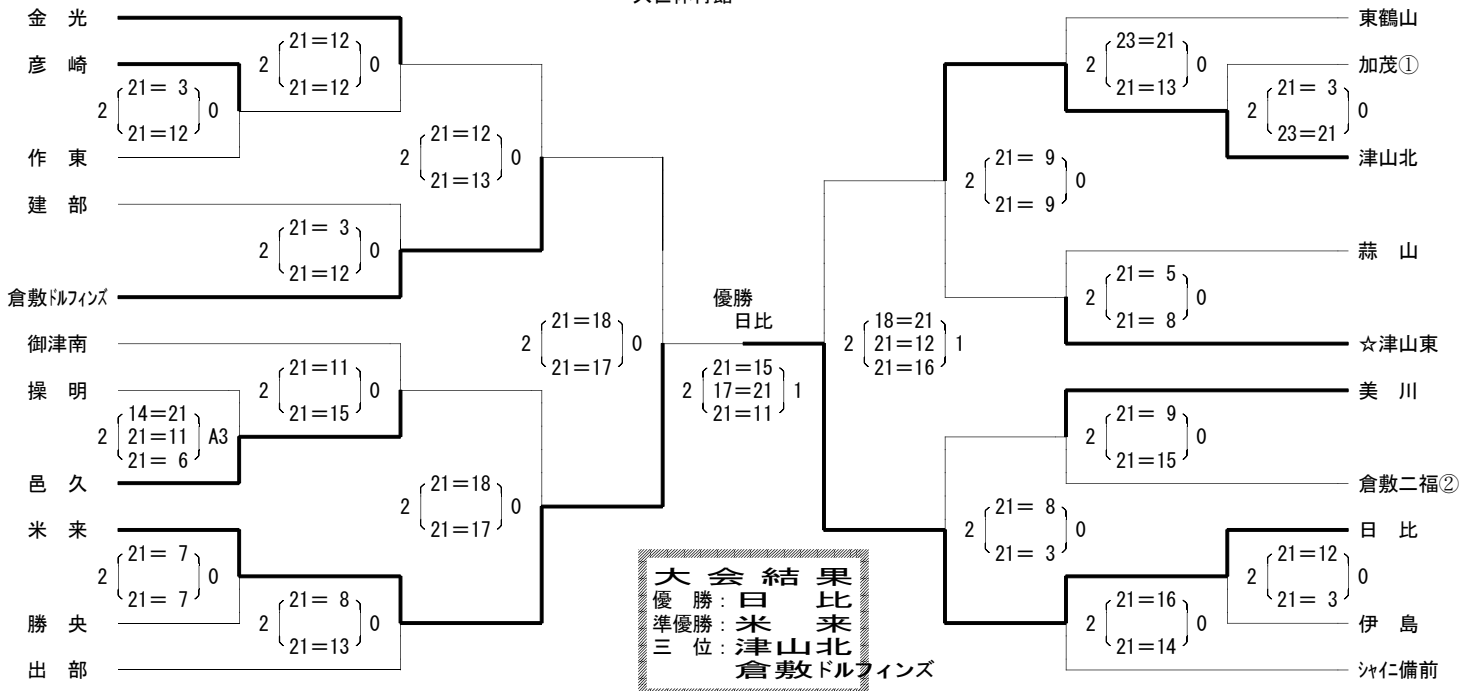 金 光
彦 崎
作 東
建 部
倉敷ﾄﾞﾙﾌｨﾝｽﾞ
御津南
操 明
邑 久
米 来
勝 央
出 部
2 21= 3 0
21=12
2 14=21 A3
21=11
21= 6
2 21= 7 0
21= 7
2 21=12 0
21=12
2 21= 3 0
21=12
2 21=11 0
21=15
2 21= 8 0
21=13
2 21=12 0
21=13
2 21=18 0
21=17
2 21=18 0
21=17
優勝
日比
2 21=15 1
17=21
21=11
2 18=21 1
21=12
21=16
2 21= 9 0
21= 9
2 21= 8 0
21= 3
2 23=21 0
21=13
2 21= 5 0
21= 8
2 21= 9 0
21=15
2 21=16 0
21=14
2 21= 3 0
23=21
2 21=12 0
21= 3
東鶴山
加茂①
津山北
蒜 山
☆津山東
美 川
倉敷二福②
日 比
伊 島
ｼｬｲﾆ備前
大 会 結 果
優 勝：日 比
準優勝：米 来
三 位：津山北
倉敷ドルフィンズ